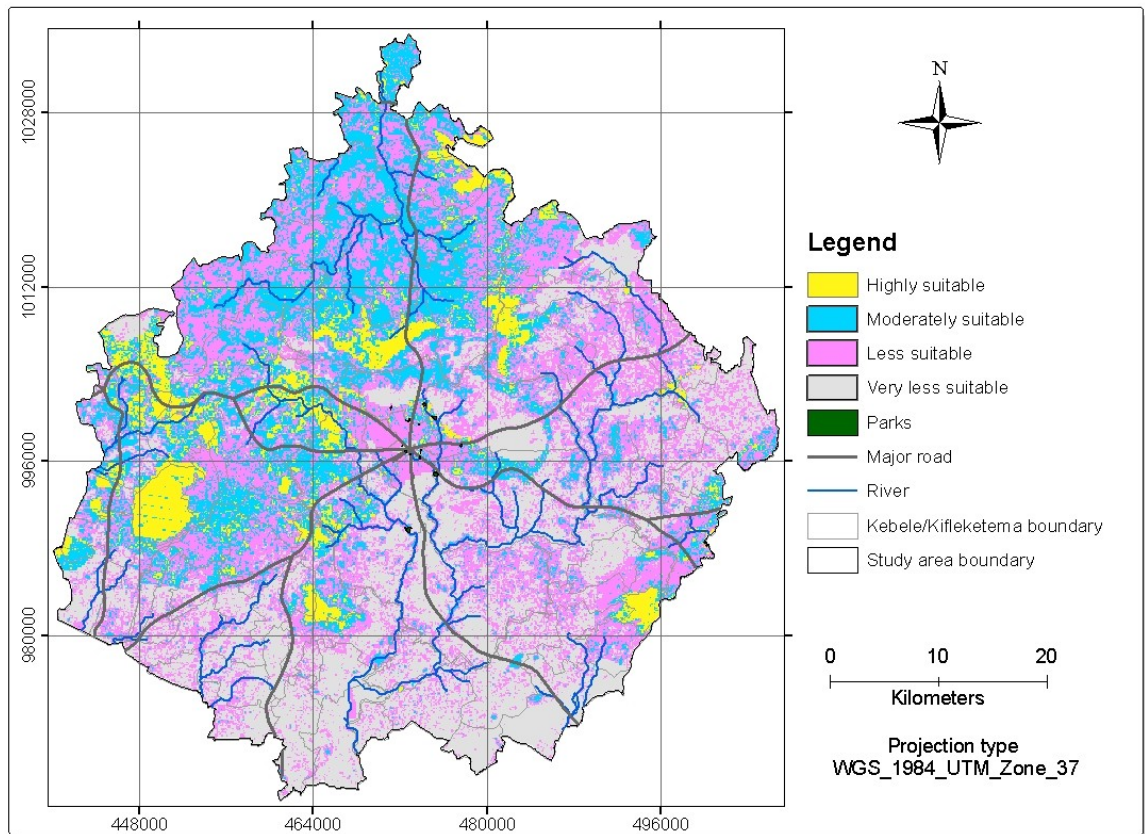 448000 464000 480000 496000
1028000
1012000
996000
980000
N
Legend
Highly suitable
Moderately suitable
Less suitable
Very less suitable
Parks
Major road
River
Kebele/Kifleketema boundary
Study area boundary
0 10 20
Kilometers
Projection type
WGS_1984_UTM_Zone_37